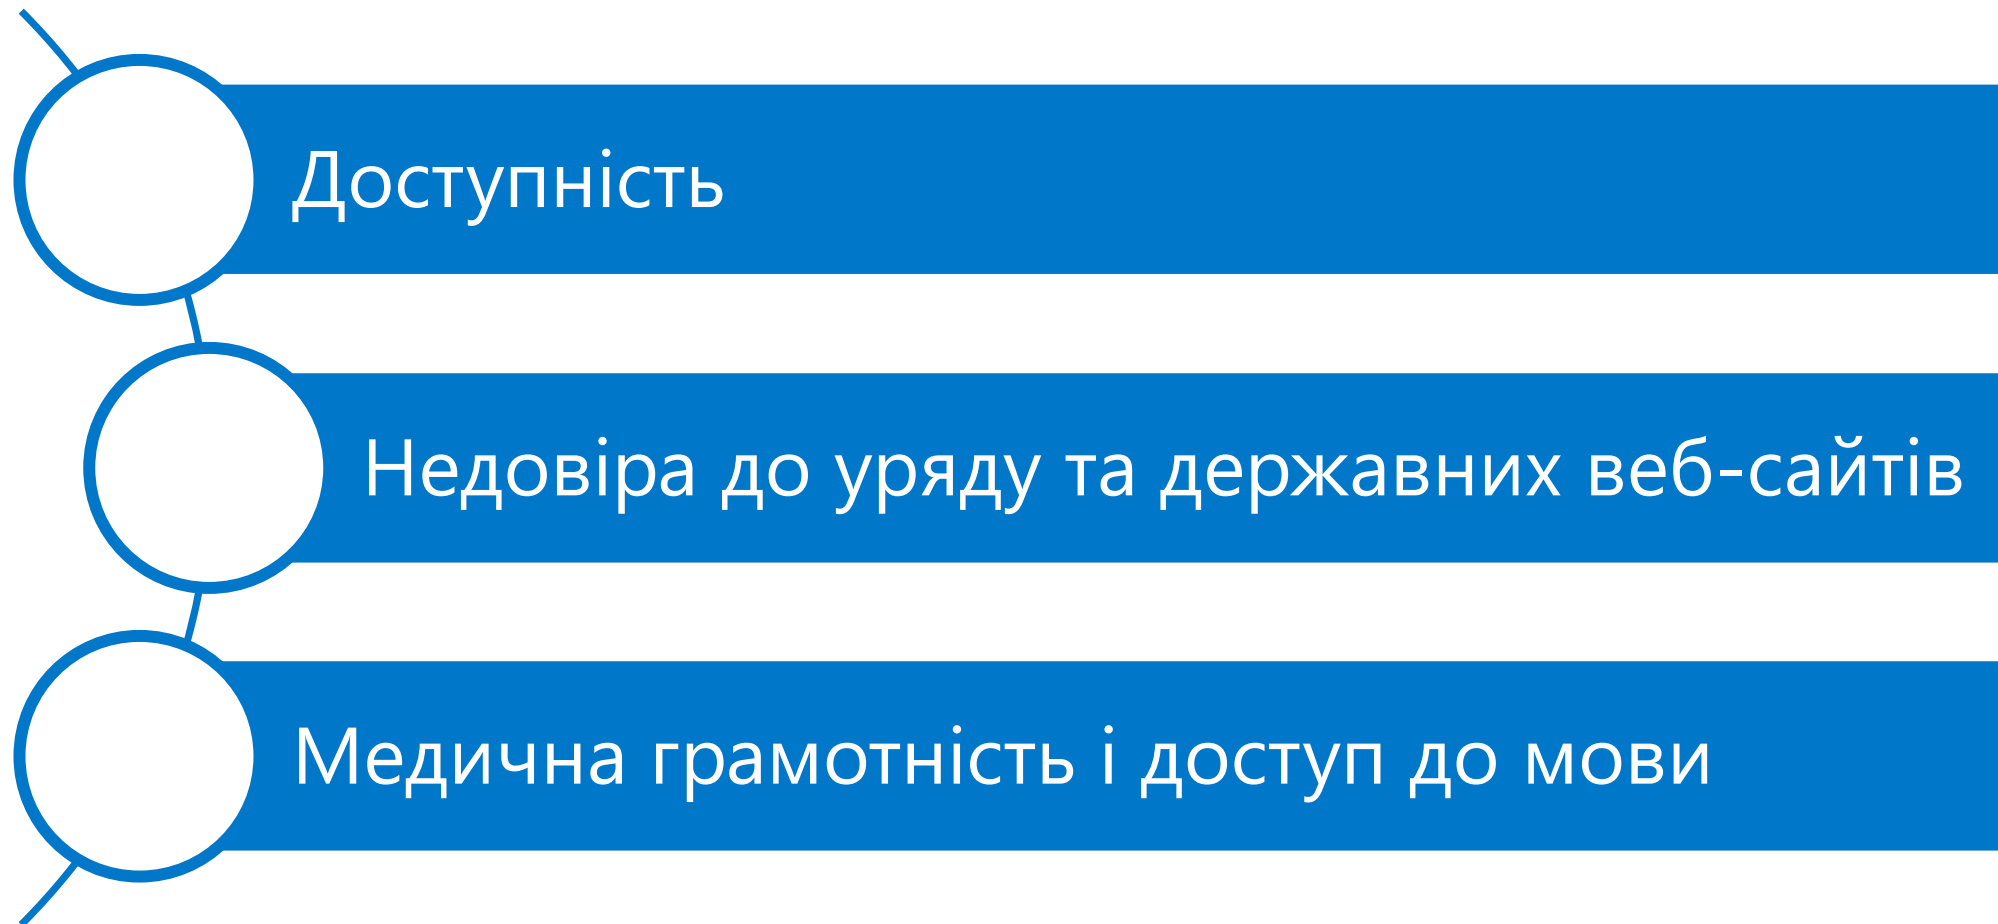 Доступність
Недовіра до уряду та державних веб-сайтів
Медична грамотність і доступ до мови